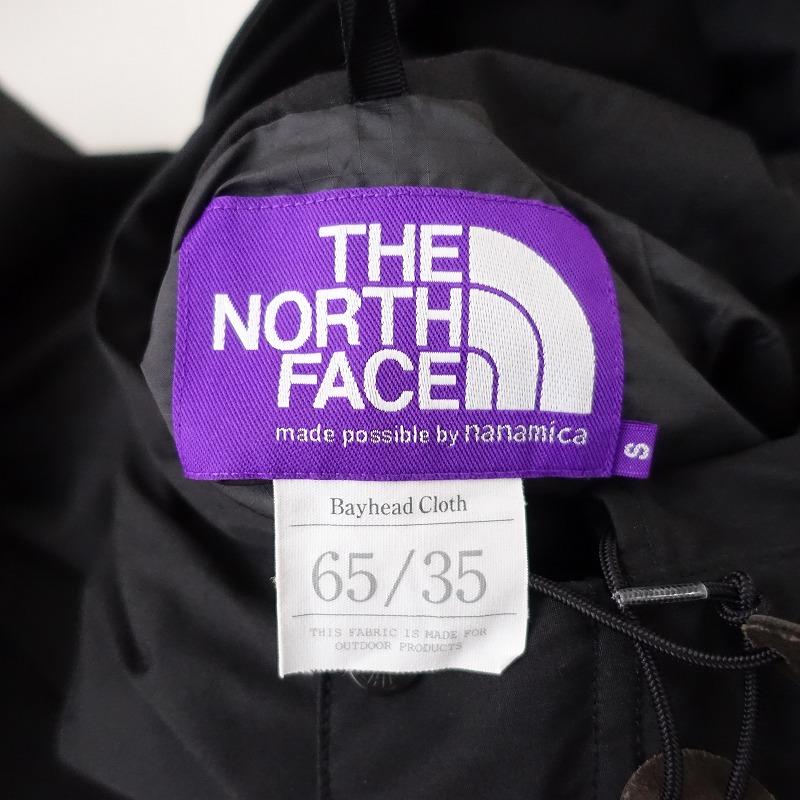 THE
NORTH
FACE
made possible by nanamica
S
Bayhead Cloth
65/35
THIS FABRIC IS MADE FOR
OUTDOOR PRODUCTS